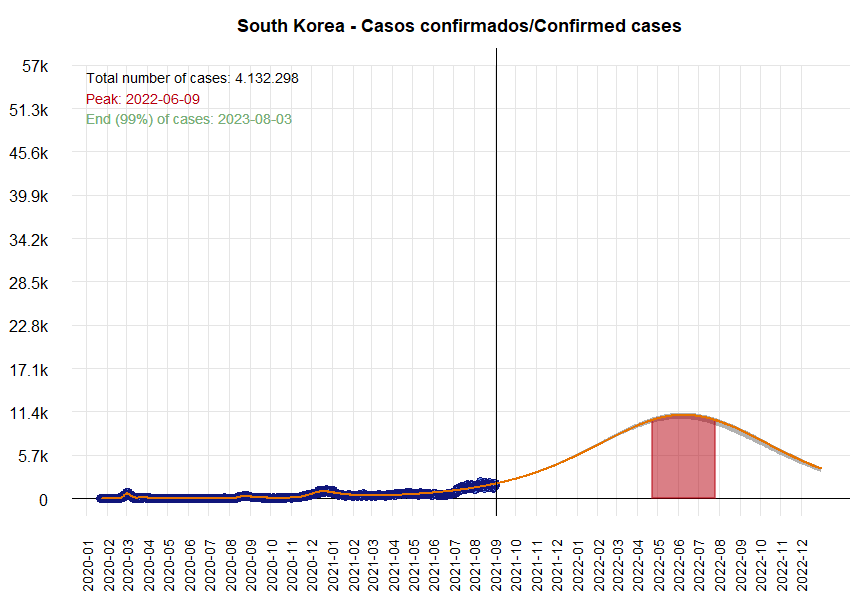 South Korea - Casos confirmados/Confirmed cases
57k
Total number of cases: 4.132.298
Peak: 2022-06-09
End (99%) of cases: 2023-08-03
51.3k
45.6k
39.9k
34.2k
28.5k
22.8k
17.1k
11.4k
5.7k
0
2020-01
2020-02
2020-03
2020-04
2020-05
2020-06
2020-07
2020-08
2020-09
2020-10
2020-11
2020-12
2021-01
2021-02
2021-03
2021-04
2021-05
2021-06
2021-07
2021-08
2021-09
2021-10
2021-11
2021-12
2022-01
2022-02
2022-03
2022-04
2022-05
2022-06
2022-07
2022-08
2022-09
2022-10
2022-11
2022-12